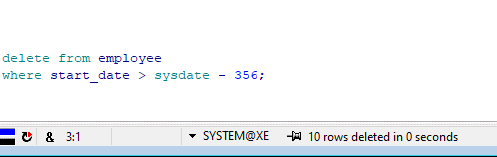 delete from employee
where start_date > sysdate - 356;
& 3:1 SYSTEM@XE 10 rows deleted in 0 seconds